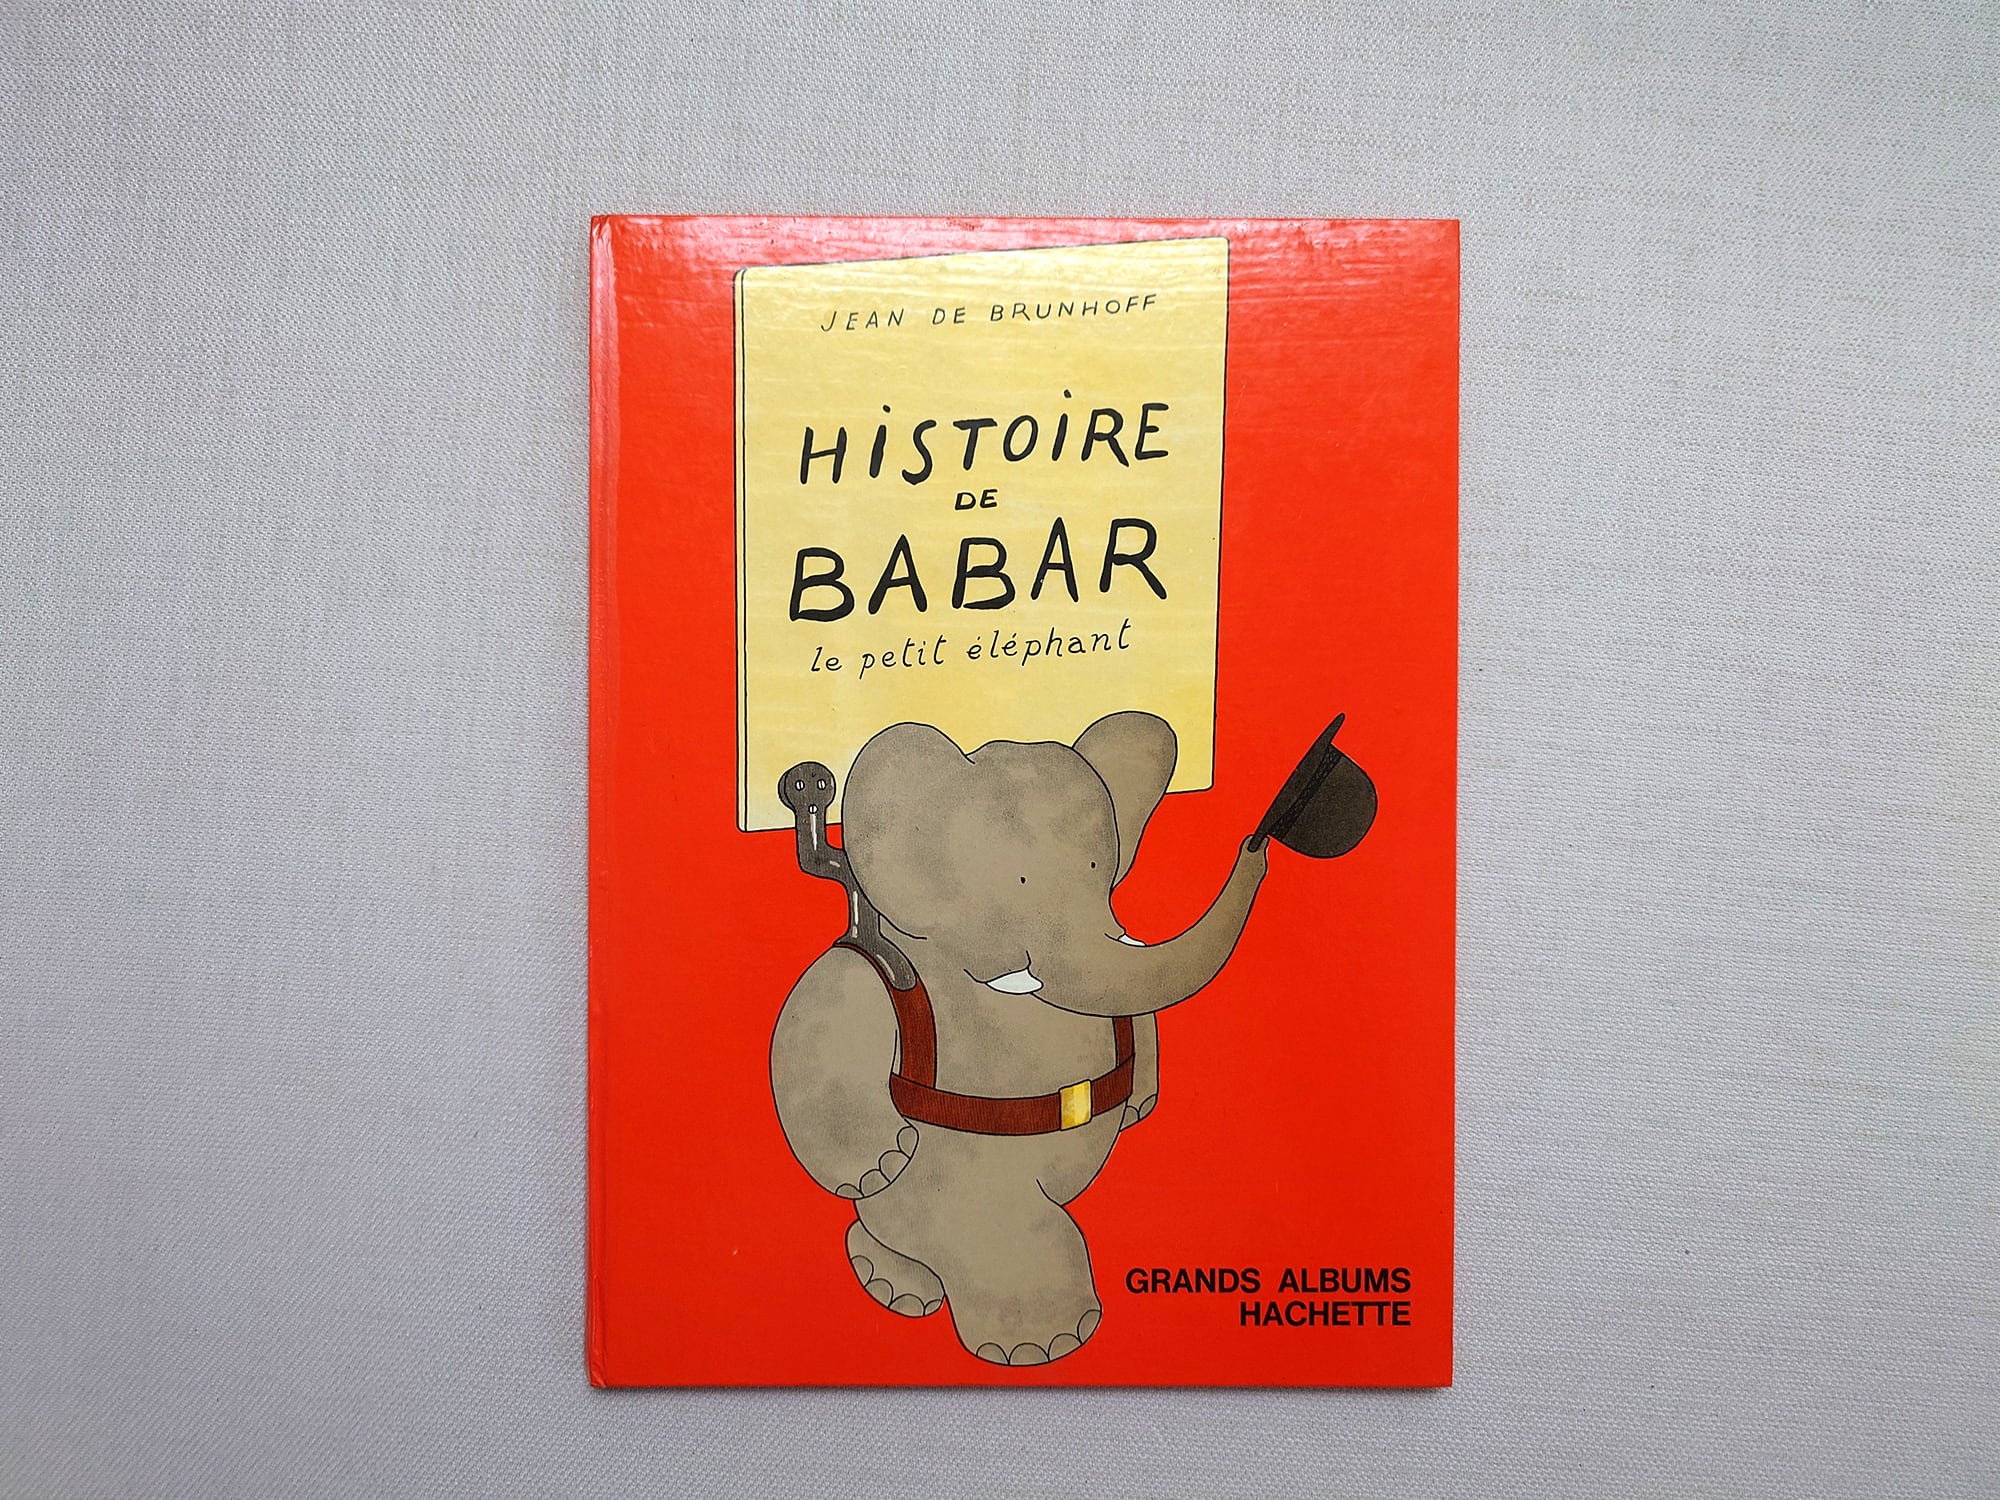 JEAN DE BRUNHOFF
HiSTOiRE
DE
BABAR
le petit éléphant
GRANDS ALBUMS
HACHETTE